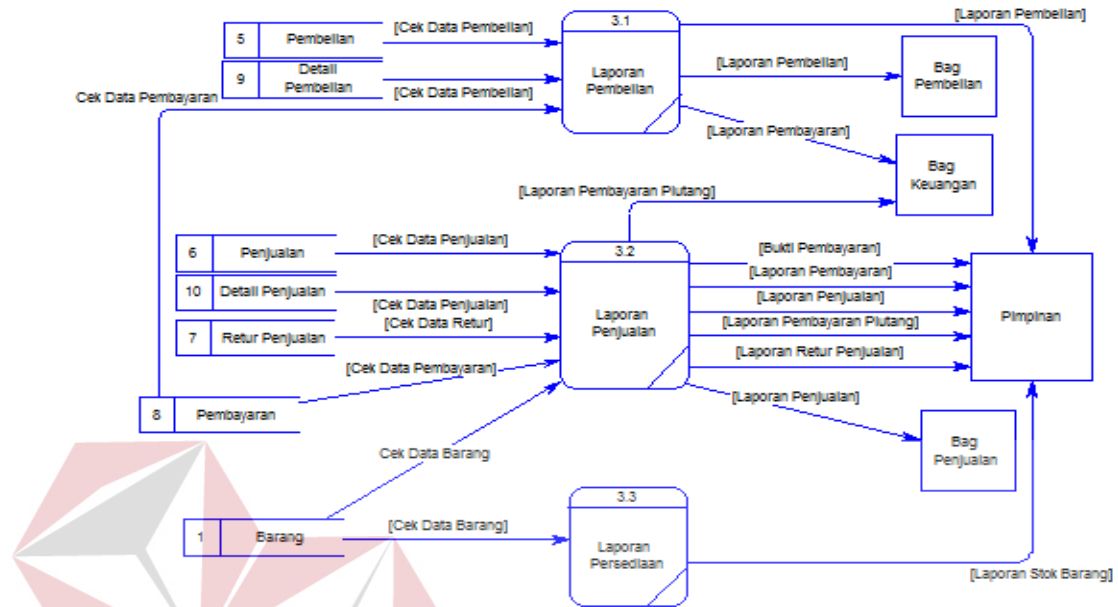 [Laporan Pembelian]
[Cek Data Pembelian]
3.1
5
Pembelian
Detail
Pembelian
9
[Cek Data Pembelian]
Laporan
Pembelian
[Laporan Pembelian]
Bag
Pembelian
Cek Data Pembayaran
[Cek Data Pembelian]
[Laporan Pembayaran]
Bag
Keuangan
[Laporan Pembayaran Piutang]
6
Penjualan
[Cek Data Penjualan]
3.2
[Bukti Pembayaran]
[Laporan Pembayaran]
10
Detail Penjualan
[Cek Data Penjualan]
[Laporan Penjualan]
Laporan
Penjualan
Pimpinan
7
Retur Penjualan
[Cek Data Retur]
[Laporan Pembayaran Piutang]
[Laporan Retur Penjualan]
[Cek Data Pembayaran]
8
Pembayaran
[Laporan Penjualan]
Bag
Penjualan
Cek Data Barang
3.3
1
Barang
[Cek Data Barang]
Laporan
Persediaan
[Laporan Stok Barang]